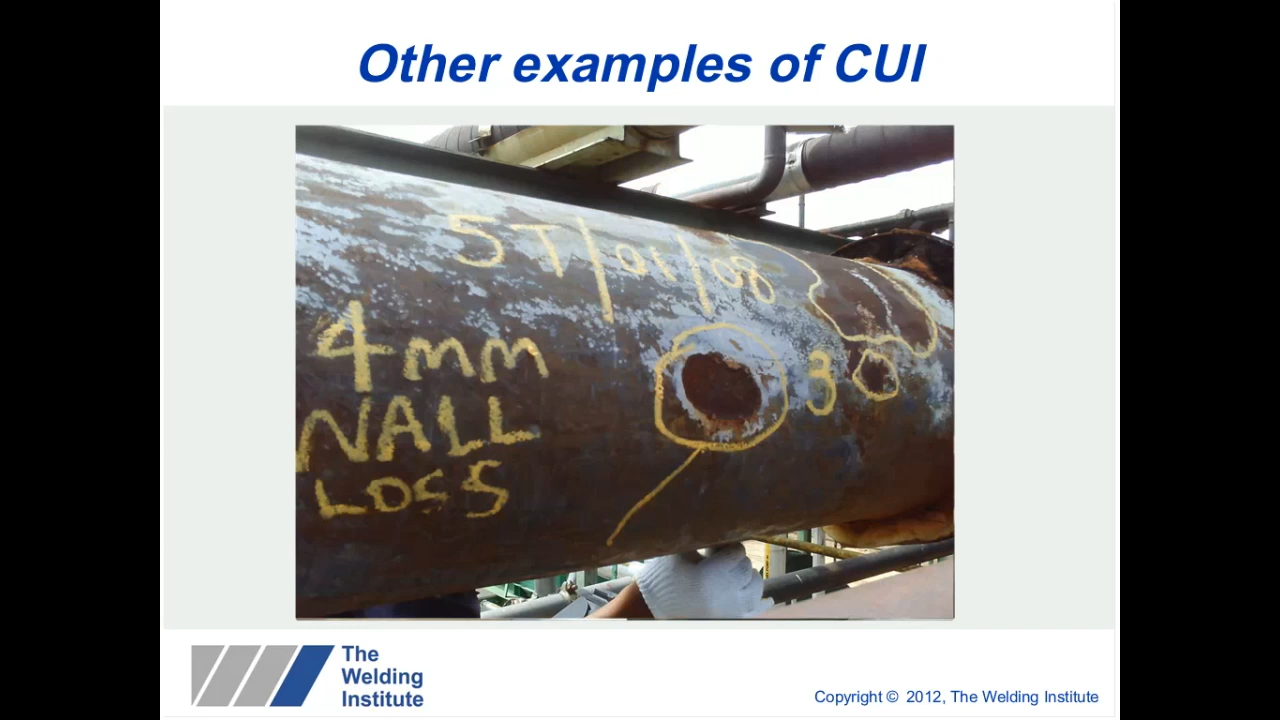 Other examples of CUI
5T/01/08
4mm
WALL
LOSS
3
The
Welding
Institute
Copyright © 2012, The Welding Institute